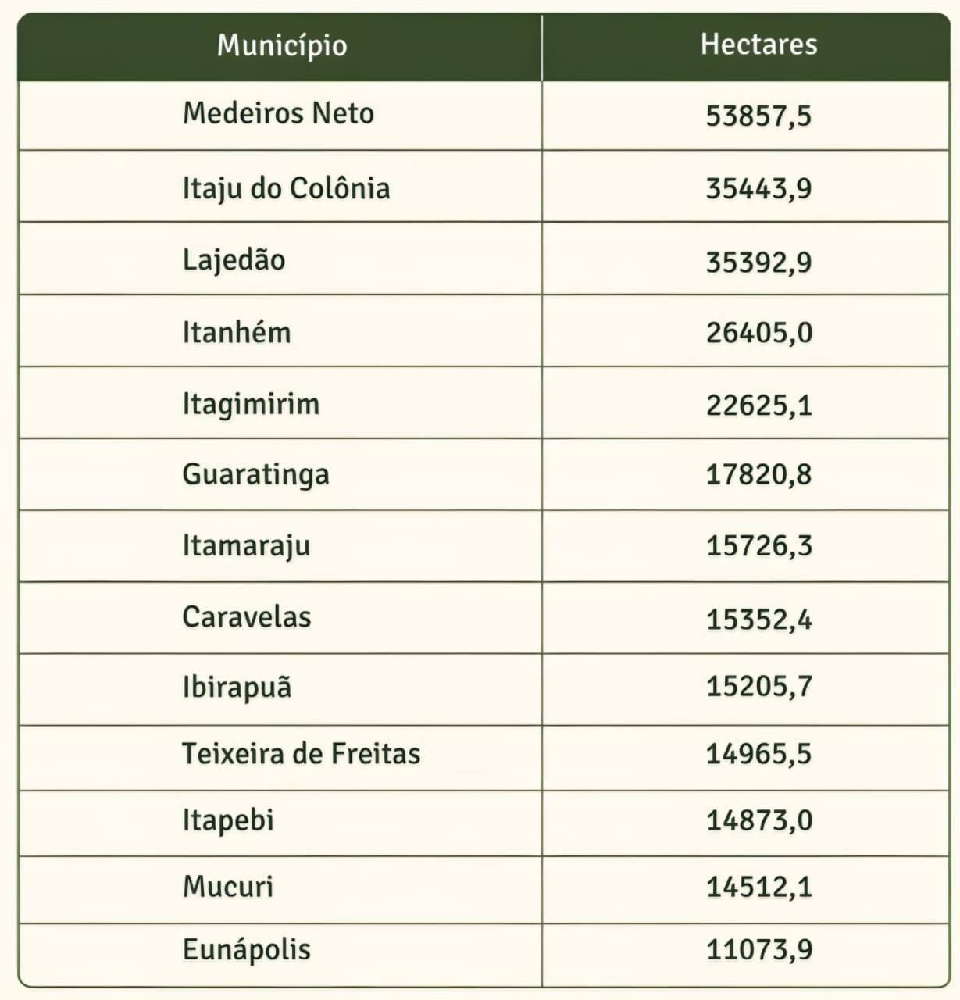 Município Hectares
Medeiros Neto 53857,5
Itaju do Colônia 35443,9
Lajedão 35392,9
Itanhém 26405,0
Itagimirim 22625,1
Guaratinga 17820,8
Itamaraju 15726,3
Caravelas 15352,4
Ibirapuã 15205,7
Teixeira de Freitas 14965,5
Itapebi 14873,0
Mucuri 14512,1
Eunápolis 11073,9